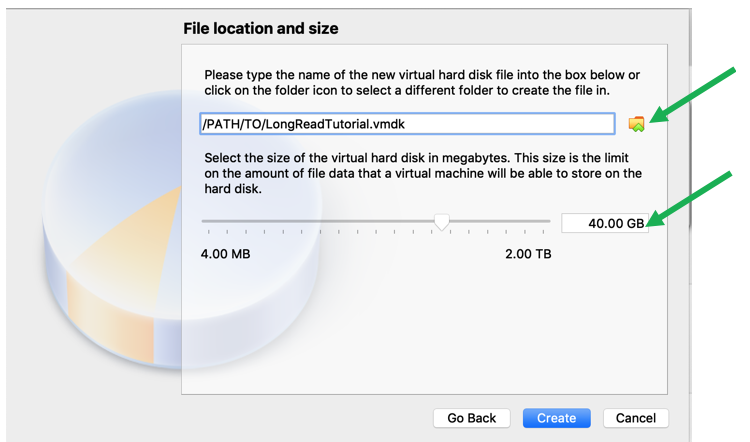 File location and size
Please type the name of the new virtual hard disk file into the box below or
click on the folder icon to select a different folder to create the file in.
/PATH/TO/LongReadTutorial.vmdk
Select the size of the virtual hard disk in megabytes. This size is the limit
on the amount of file data that a virtual machine will be able to store on the
hard disk.
40.00 GB
4.00 MB 2.00 TB
Go Back Create Cancel